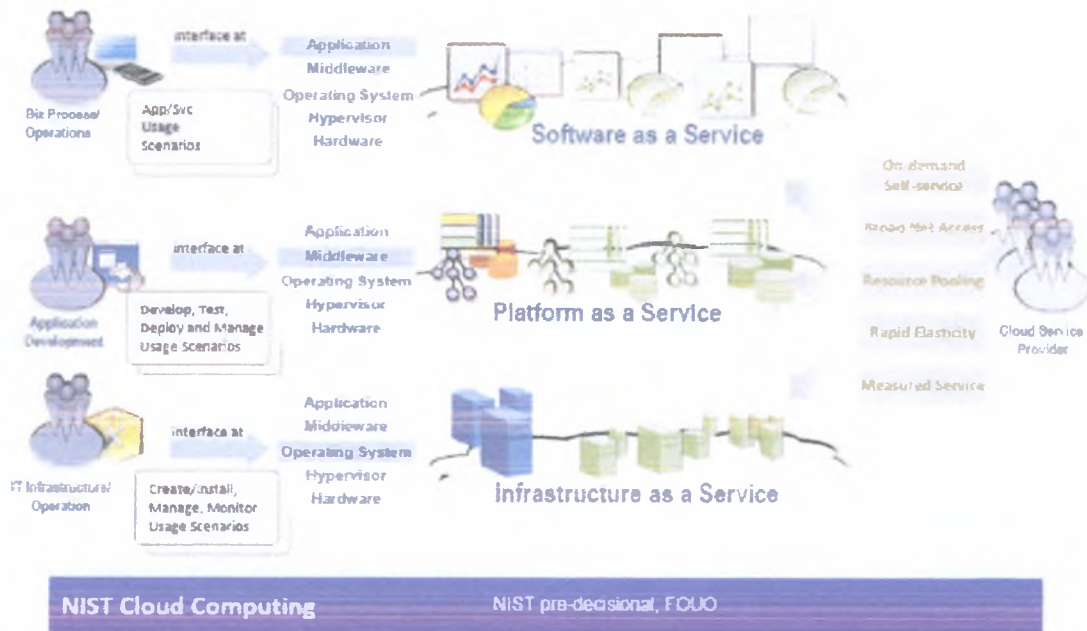 interface at
Application
Middleware
Operating System
Hypervisor
Hardware
Biz Process/
Operations
App/Svc
Usage
Scenarios
Software as a Service
On-demand
Self-service
Broad Net Access
Resource Pooling
Rapid Elasticity
Measured Service
Cloud Service
Provider
interface at
Application
Middleware
Operating System
Hypervisor
Hardware
Application
Development
Develop, Test,
Deploy and Manage
Usage Scenarios
Platform as a Service
interface at
Application
Middleware
Operating System
Hypervisor
Hardware
IT Infrastructure/
Operation
Create/Install,
Manage, Monitor
Usage Scenarios
Infrastructure as a Service
NIST Cloud Computing
NIST pre-decisional, FOUO